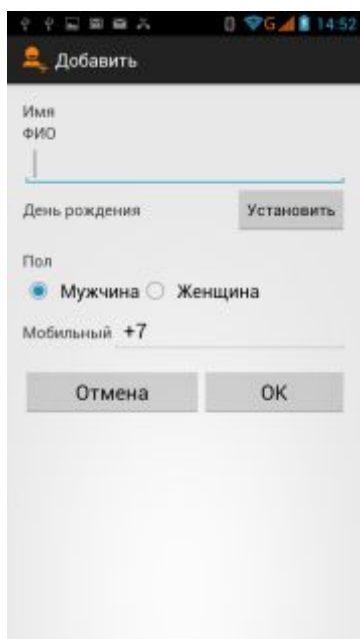 G 14:52
Добавить
Имя
ФИО
День рождения Установить
Пол
Мужчина Женщина
Мобильный +7
Отмена OK